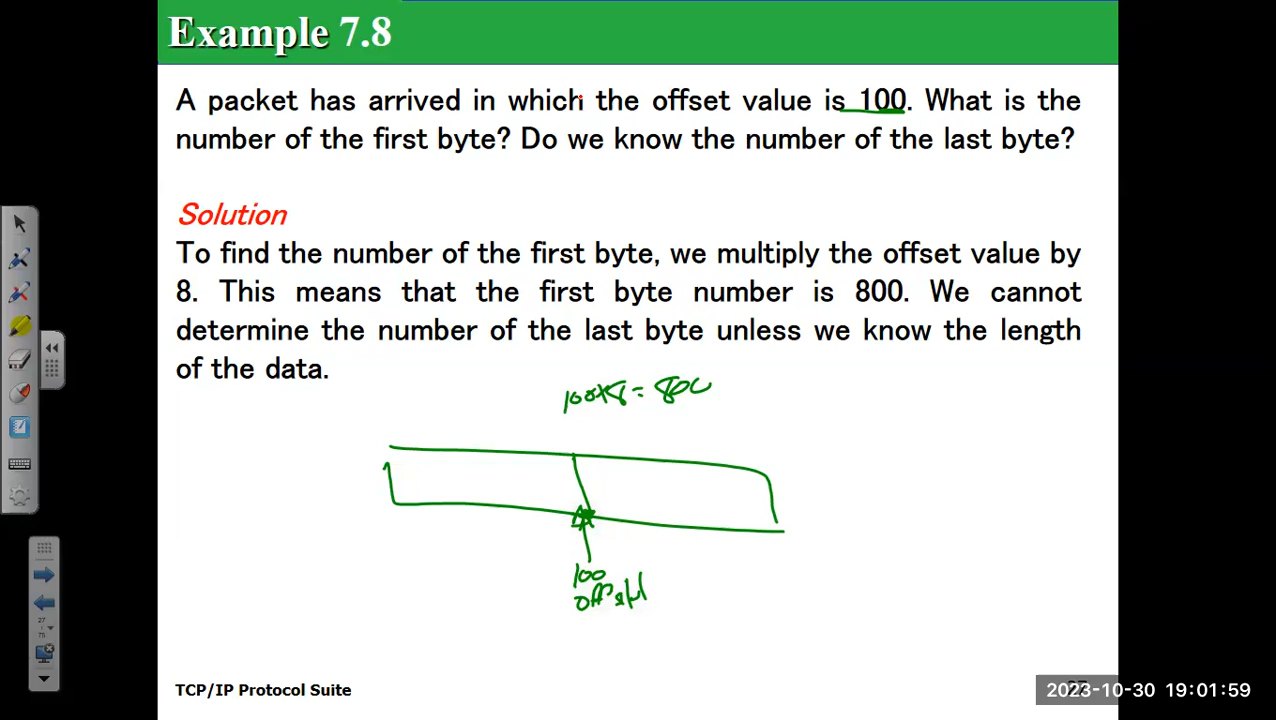 Example 7.8
A packet has arrived in which the offset value is 100. What is the
number of the first byte? Do we know the number of the last byte?
Solution
To find the number of the first byte, we multiply the offset value by
8. This means that the first byte number is 800. We cannot
determine the number of the last byte unless we know the length
of the data.
100×8 = 800
100
offset
27
75
TCP/IP Protocol Suite
2023-10-30 19:01:59